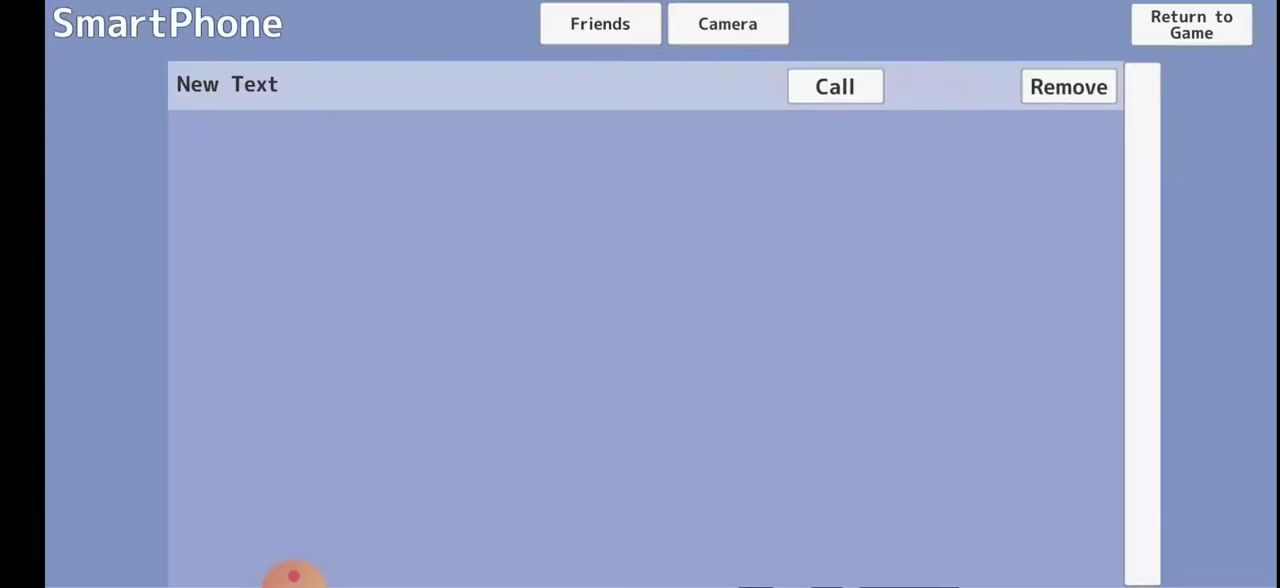 SmartPhone
Friends
Camera
Return to
Game
New Text
Call
Remove